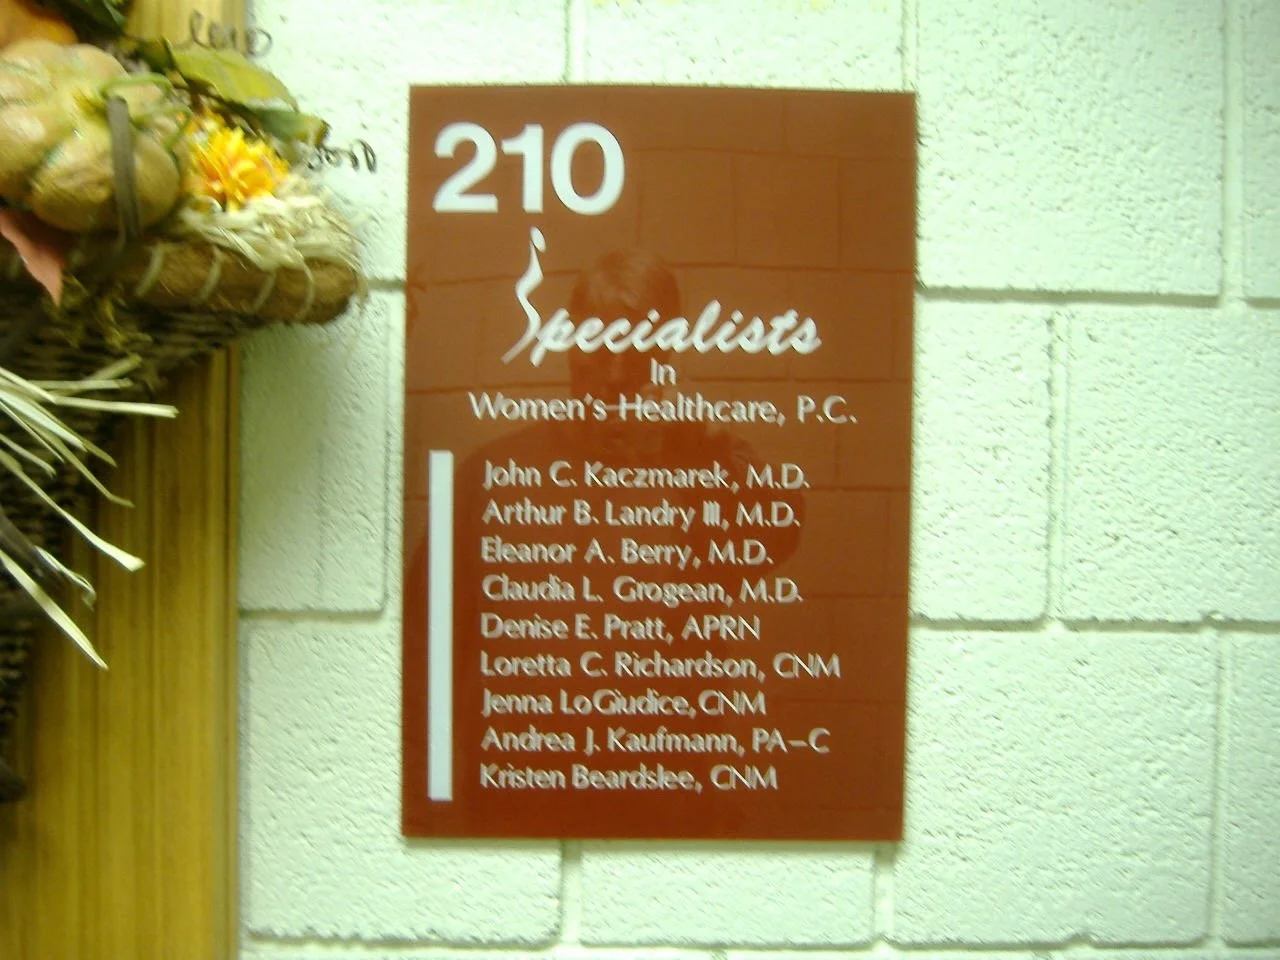 210
Specialists
In
Women's Healthcare, P.C.
John C. Kaczmarek, M.D.
Arthur B. Landry III, M.D.
Eleanor A. Berry, M.D.
Claudia L. Grogean, M.D.
Denise E. Pratt, APRN
Loretta C. Richardson, CNM
Jenna LoGiudice, CNM
Andrea J. Kaufmann, PA-C
Kristen Beardslee, CNM